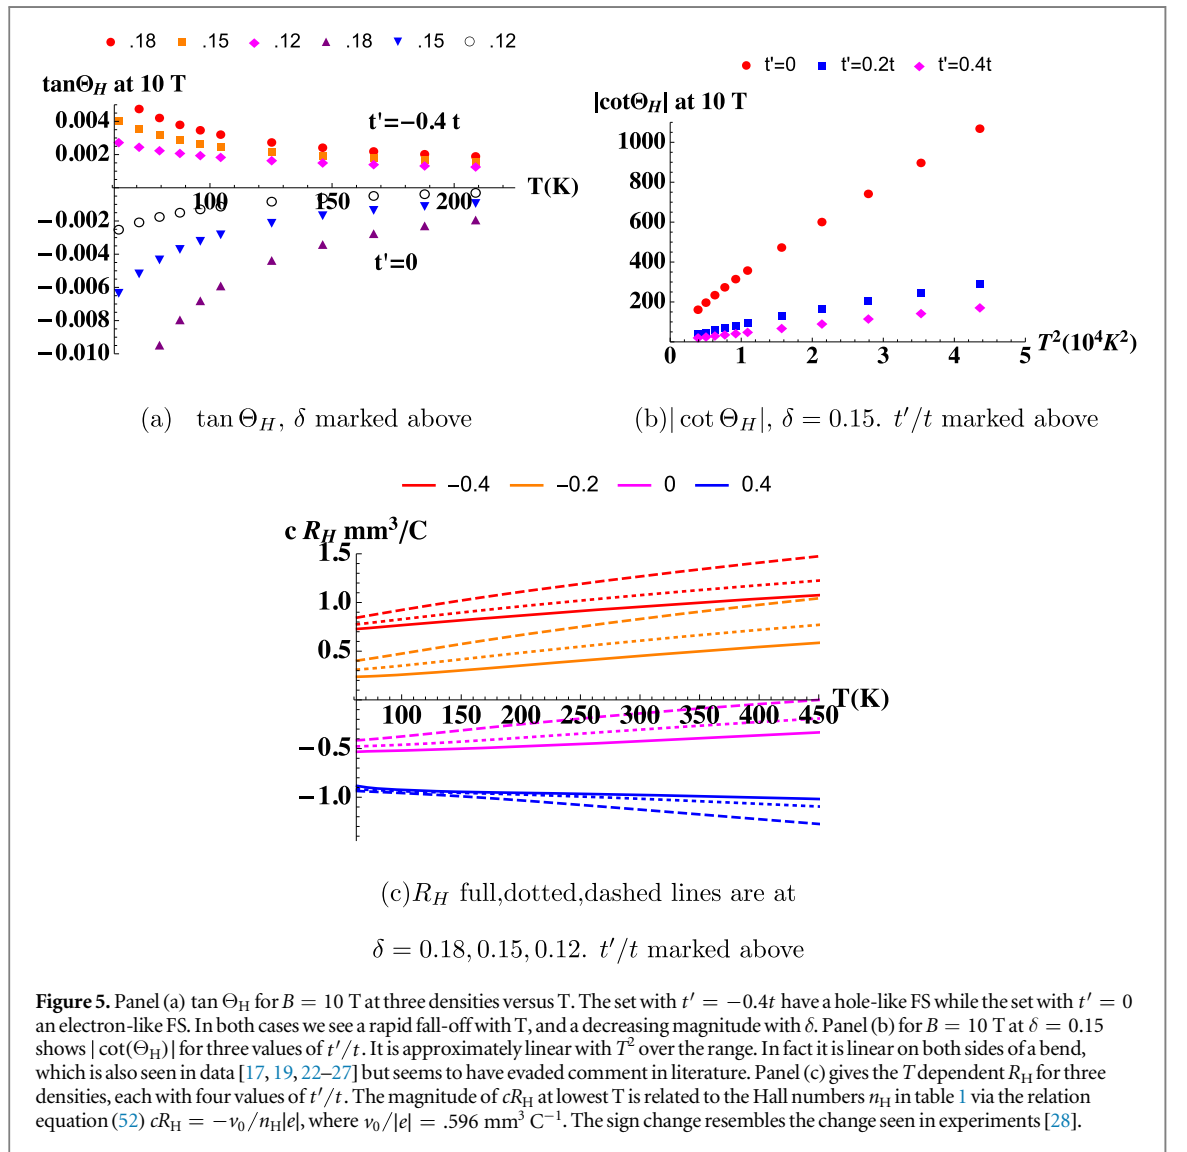 .18 .15 .12 .18 .15 .12
tanΘH at 10 T
0.004
0.002
−0.002
−0.004
−0.006
−0.008
−0.010
t'=−0.4 t
T(K)
100 150 200
t'=0
(a) tan ΘH, δ marked above
t'=0 t'=0.2t t'=0.4t
|cotΘH| at 10 T
1000
800
600
400
200
0 1 2 3 4 5
T²(10⁴K²)
(b)| cot ΘH|, δ = 0.15. t′/t marked above
−0.4 −0.2 0 0.4
c RH mm³/C
1.5
1.0
0.5
−0.5
−1.0
T(K)
100 150 200 250 300 350 400 450
(c)RH full,dotted,dashed lines are at
δ = 0.18, 0.15, 0.12. t′/t marked above
Figure 5. Panel (a) tan ΘH for B = 10 T at three densities versus T. The set with t′ = −0.4t have a hole-like FS while the set with t′ = 0
an electron-like FS. In both cases we see a rapid fall-off with T, and a decreasing magnitude with δ. Panel (b) for B = 10 T at δ = 0.15
shows | cot(ΘH)| for three values of t′/t. It is approximately linear with T² over the range. In fact it is linear on both sides of a bend,
which is also seen in data [17, 19, 22–27] but seems to have evaded comment in literature. Panel (c) gives the T dependent RH for three
densities, each with four values of t′/t. The magnitude of cRH at lowest T is related to the Hall numbers nH in table 1 via the relation
equation (52) cRH = −ν0/nH|e|, where ν0/|e| = .596 mm³ C⁻¹. The sign change resembles the change seen in experiments [28].